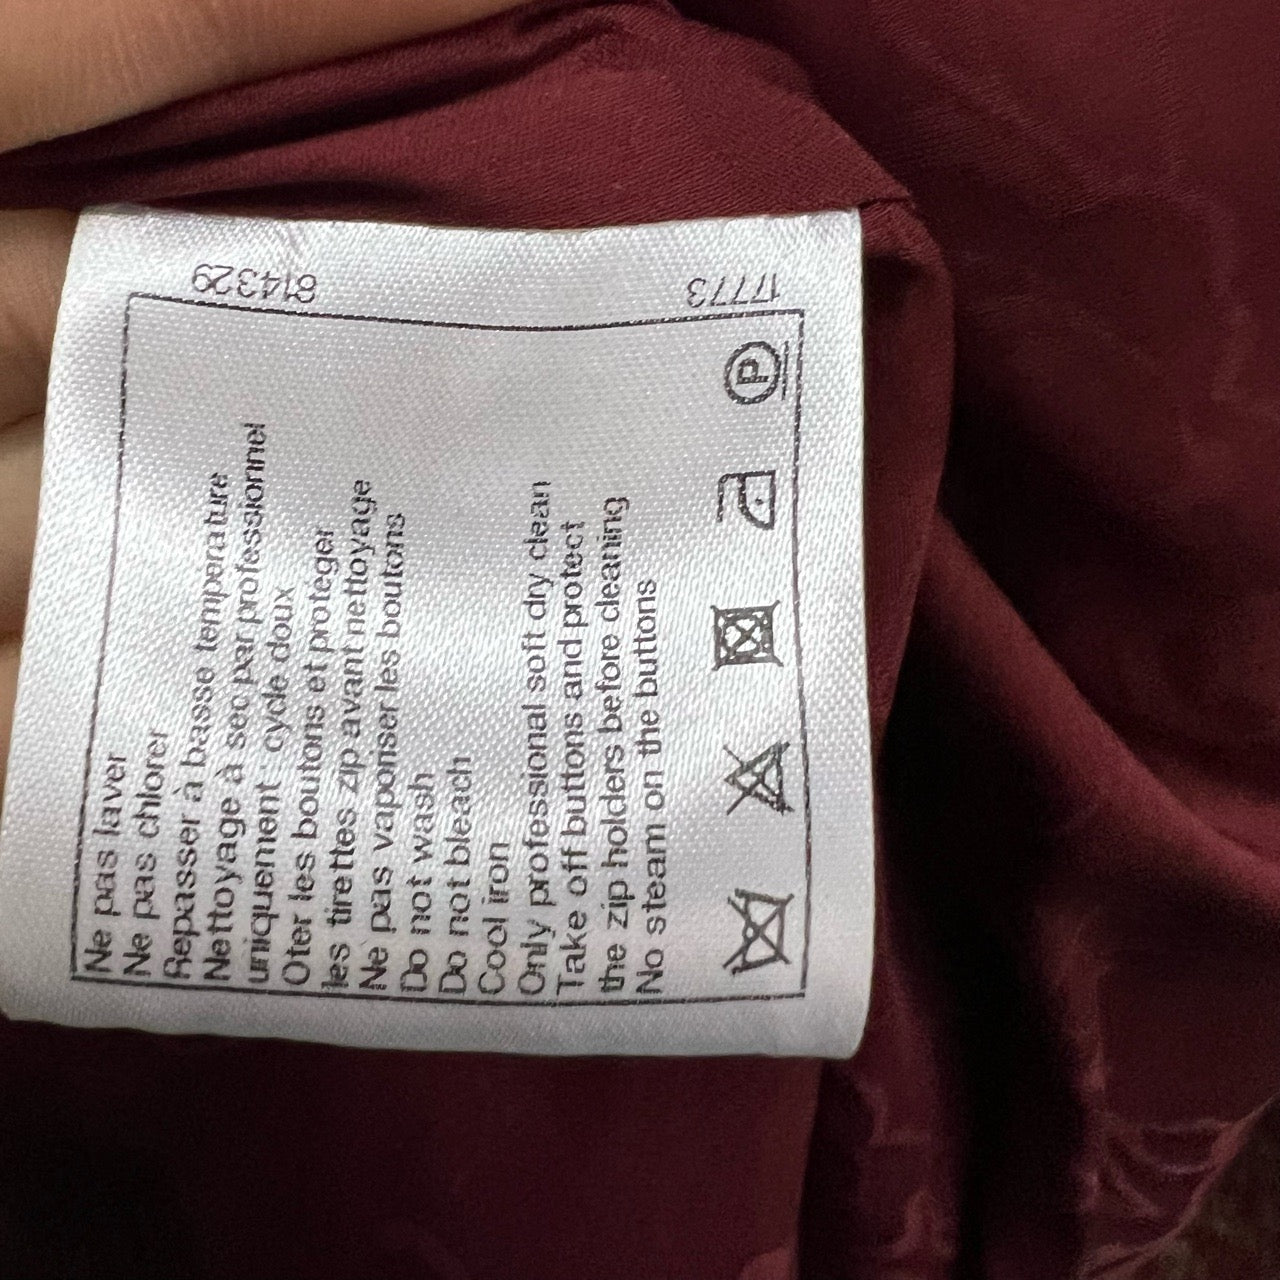 Ne pas laver
Ne pas chlorer
Repasser à basse temperature
Nettoyage à sec par professionnel
uniquement : cycle doux
Oter les boutons et protéger
les tirettes zip avant nettoyage
Ne pas vaporiser les boutons
Do not wash
Do not bleach
Cool iron
Only professional soft dry clean
Take off buttons and protect
the zip holders before cleaning
No steam on the buttons
P
614329
17773